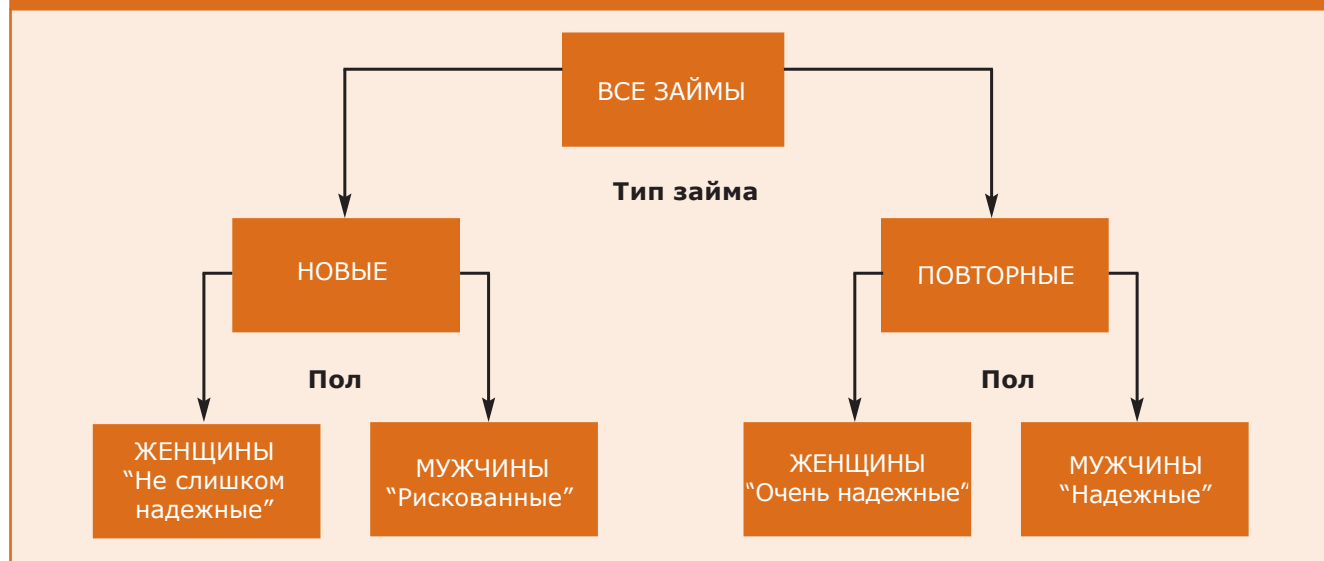 ВСЕ ЗАЙМЫ
Тип займа
НОВЫЕ
ПОВТОРНЫЕ
Пол
Пол
ЖЕНЩИНЫ
“Не слишком
надежные”
МУЖЧИНЫ
“Рискованные”
ЖЕНЩИНЫ
“Очень надежные”
МУЖЧИНЫ
“Надежные”